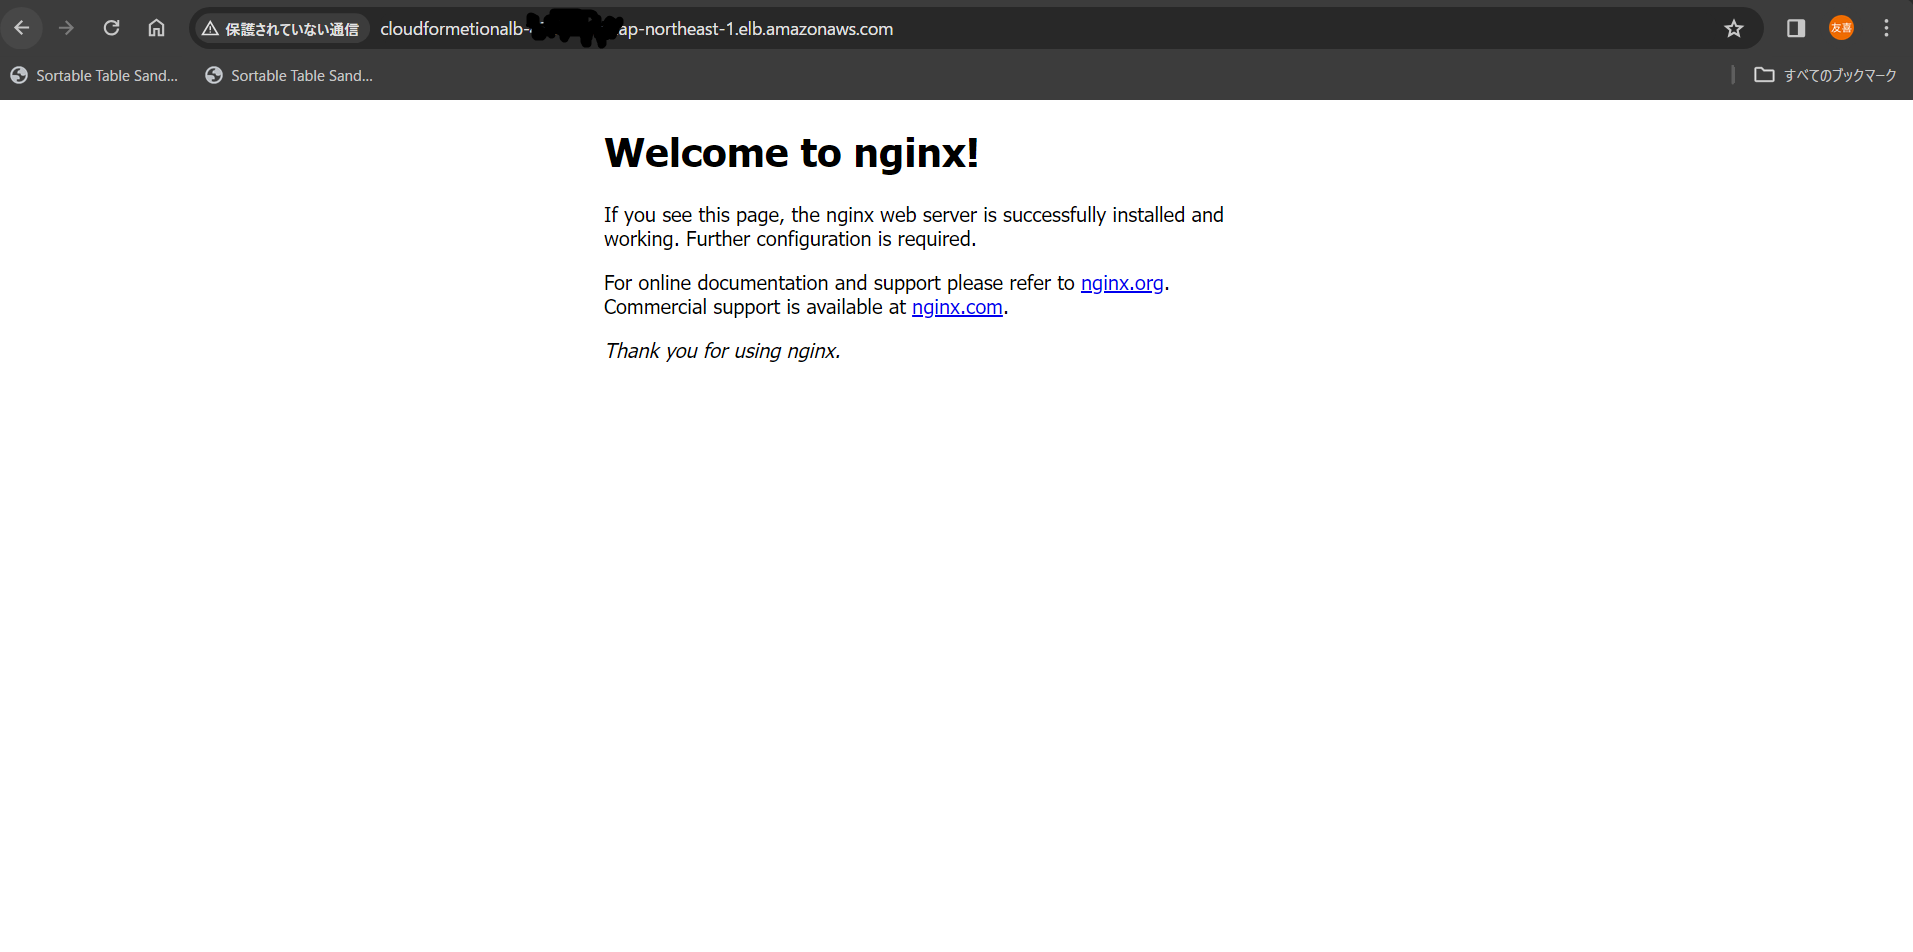 保護されていない通信 cloudformetionalb- ap-northeast-1.elb.amazonaws.com 友喜
Sortable Table Sand... Sortable Table Sand... すべてのブックマーク
Welcome to nginx!
If you see this page, the nginx web server is successfully installed and
working. Further configuration is required.
For online documentation and support please refer to nginx.org.
Commercial support is available at nginx.com.
Thank you for using nginx.